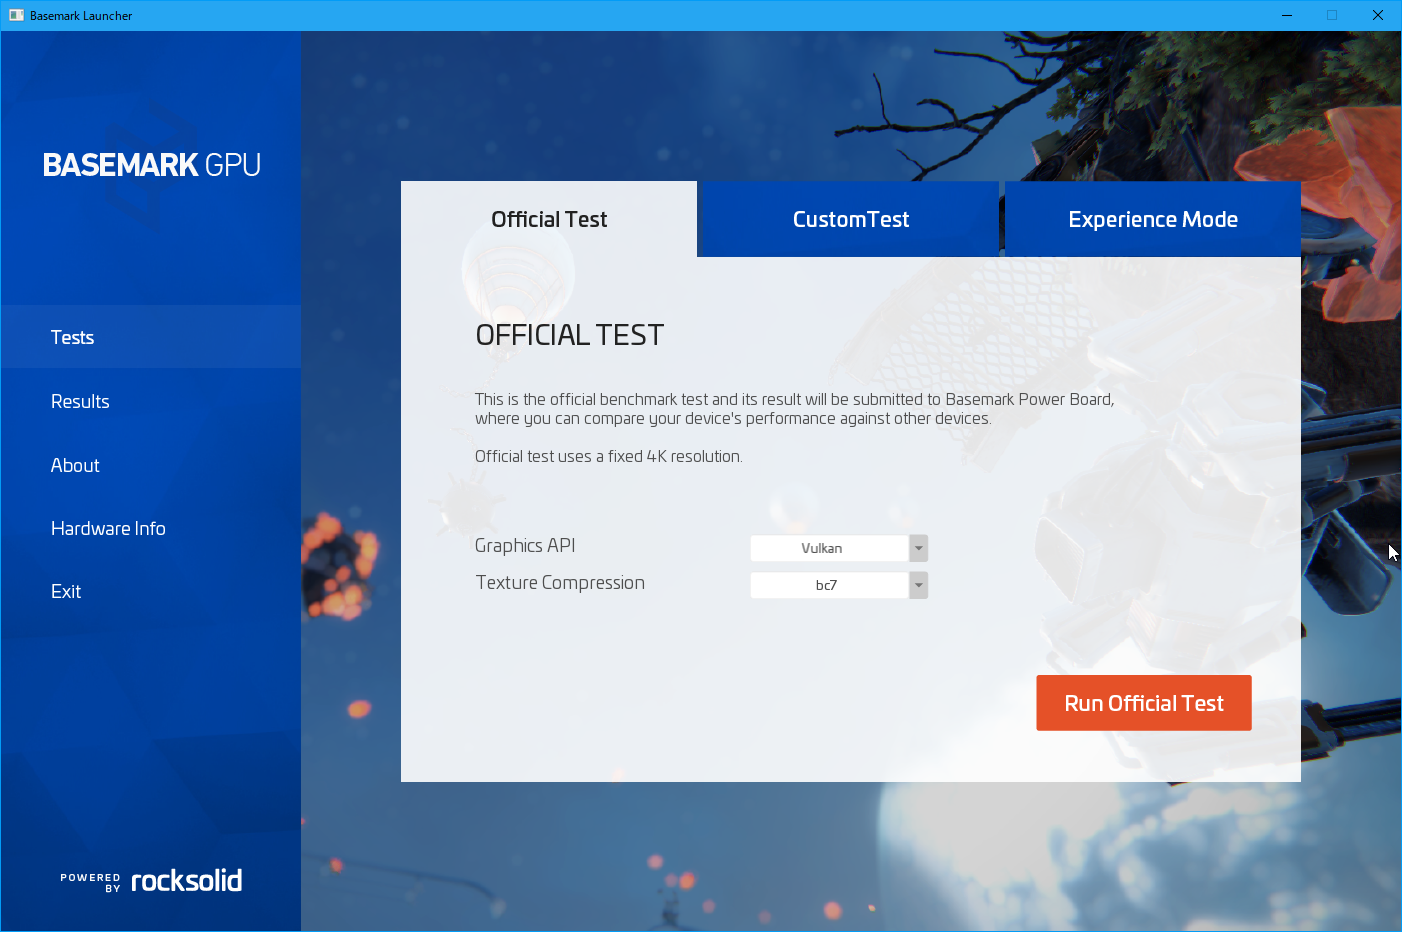 Basemark Launcher
BASEMARK GPU
Tests
Results
About
Hardware Info
Exit
POWERED
BY
rocksolid
Official Test
CustomTest
Experience Mode
OFFICIAL TEST
This is the official benchmark test and its result will be submitted to Basemark Power Board,
where you can compare your device's performance against other devices.
Official test uses a fixed 4K resolution.
Graphics API
Vulkan
Texture Compression
bc7
Run Official Test